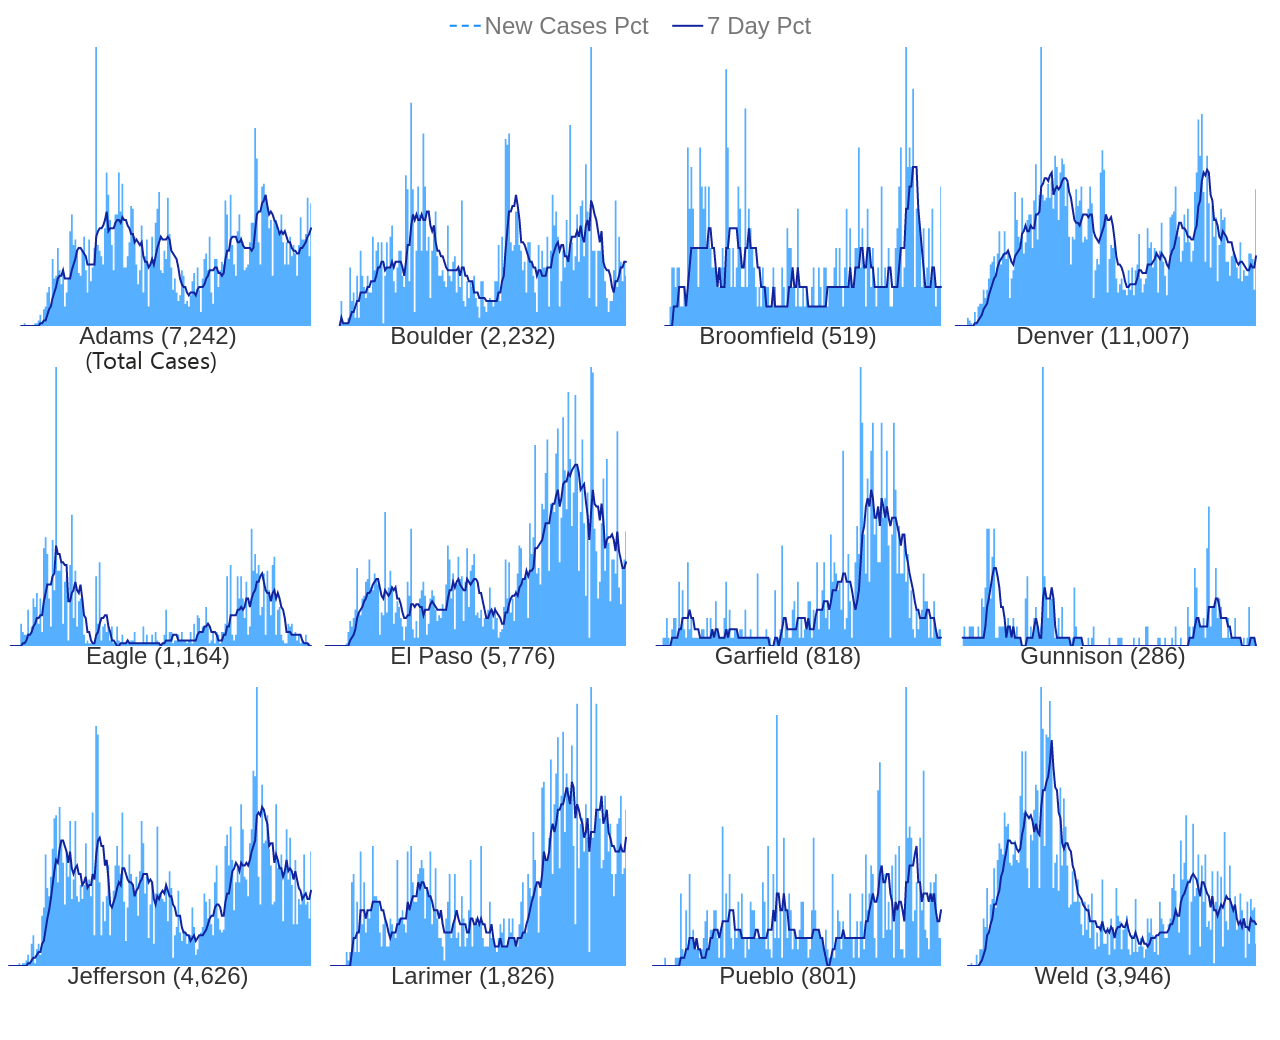 New Cases Pct 7 Day Pct
Adams (7,242) Boulder (2,232) Broomfield (519) Denver (11,007)
(Total Cases)
Eagle (1,164) El Paso (5,776) Garfield (818) Gunnison (286)
Jefferson (4,626) Larimer (1,826) Pueblo (801) Weld (3,946)